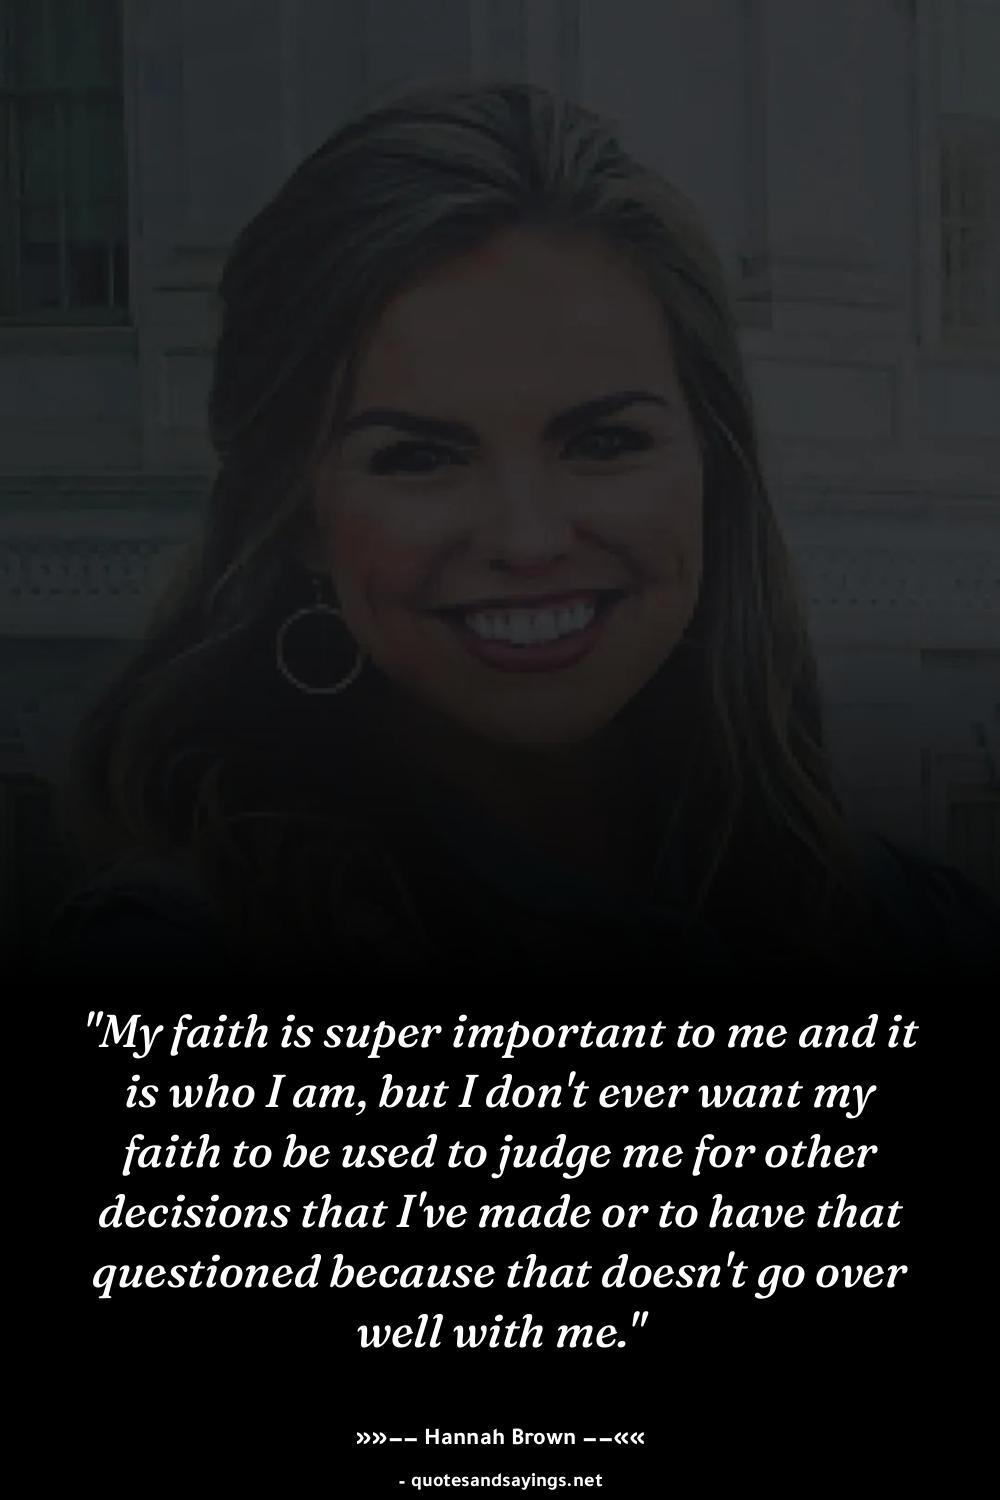 "My faith is super important to me and it
is who I am, but I don't ever want my
faith to be used to judge me for other
decisions that I've made or to have that
questioned because that doesn't go over
well with me."
»»−− Hannah Brown −−««
- quotesandsayings.net